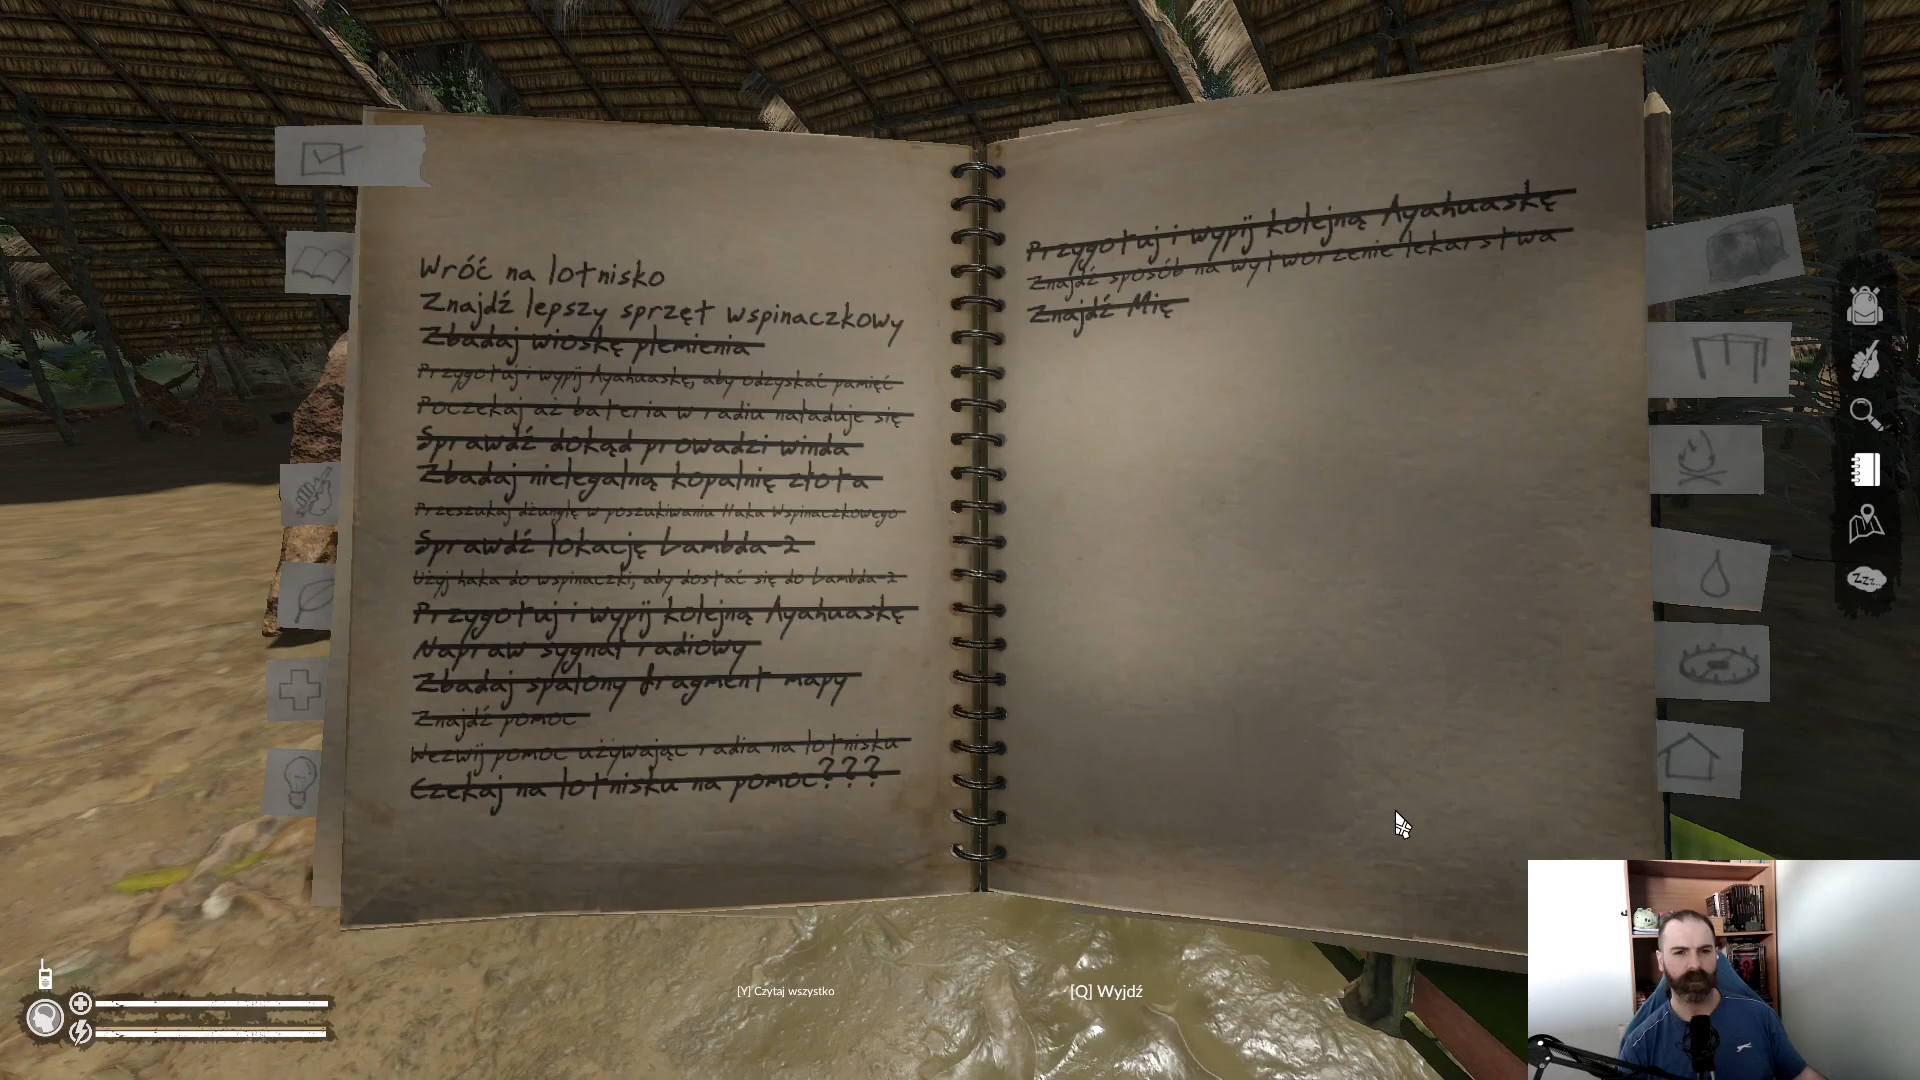 Wróć na lotnisko
Znajdź lepszy sprzęt wspinaczkowy
Zbadaj wioskę plemienia
Przygotuj i wypij Ayahuaskę, aby odzyskać pamięć
Poczekaj aż bateria w radiu naładuje się
Sprawdź dokąd prowadzi winda
Zbadaj nielegalną kopalnię złota
Przeszukaj dżunglę w poszukiwaniu Haka Wspinaczkowego
Sprawdź lokację Lambda-2
Użyj haka do wspinaczki, aby dostać się do Lambda-2
Przygotuj i wypij kolejną Ayahuaskę
Napraw sygnał radiowy
Zbadaj spalony fragment mapy
Znajdź pomoc
Wezwij pomoc używając radia na lotnisku
Czekaj na lotnisku na pomoc???
Przygotuj i wypij kolejną Ayahuaskę
Znajdź sposób na wytworzenie lekarstwa
Znajdź Mię
[Y] Czytaj wszystko
[Q] Wyjdź
zzz..